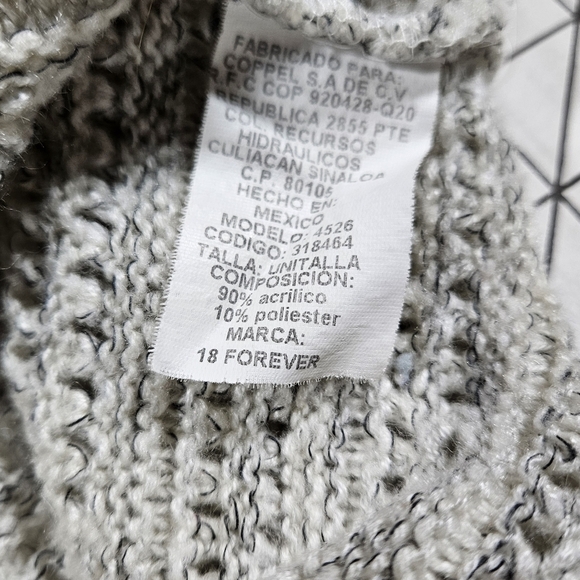 FABRICADO PARA:
COPPEL S.A DE C.V
R.F.C COP 920428-Q20
REPUBLICA 2855 PTE
COL. RECURSOS
HIDRAULICOS
CULIACAN SINALOA
C.P. 80105
HECHO EN:
MEXICO
MODELO: 4526
CODIGO: 318464
TALLA: UNITALLA
COMPOSICIÓN:
90% acrilico
10% poliester
MARCA:
18 FOREVER